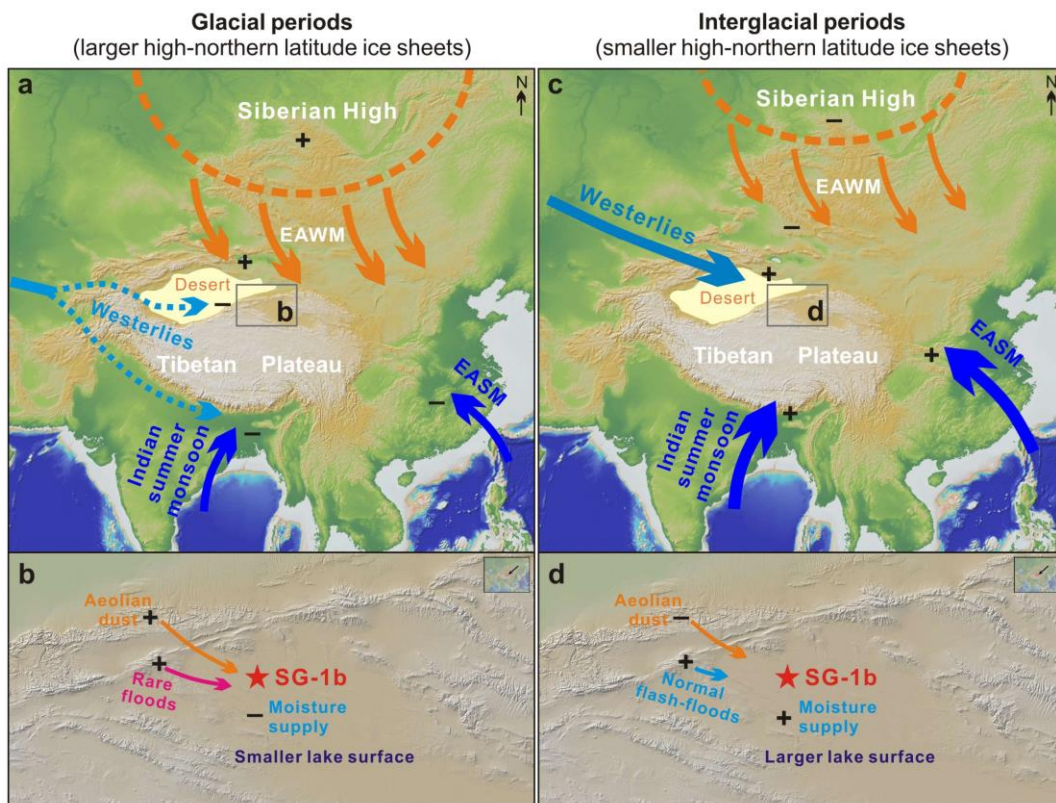 Glacial periods
(larger high-northern latitude ice sheets)
Interglacial periods
(smaller high-northern latitude ice sheets)
a
N
Siberian High
+
EAWM
+
Desert
−
b
Westerlies
Tibetan Plateau
EASM
−
−
Indian
summer
monsoon
c
N
Siberian High
−
EAWM
Westerlies
−
+
Desert
d
Tibetan Plateau
EASM
+
+
Indian
summer
monsoon
b
Aeolian
dust
+
+
Rare
floods
SG-1b
− Moisture
supply
Smaller lake surface
d
Aeolian
dust
−
+
Normal
flash-floods
SG-1b
+ Moisture
supply
Larger lake surface